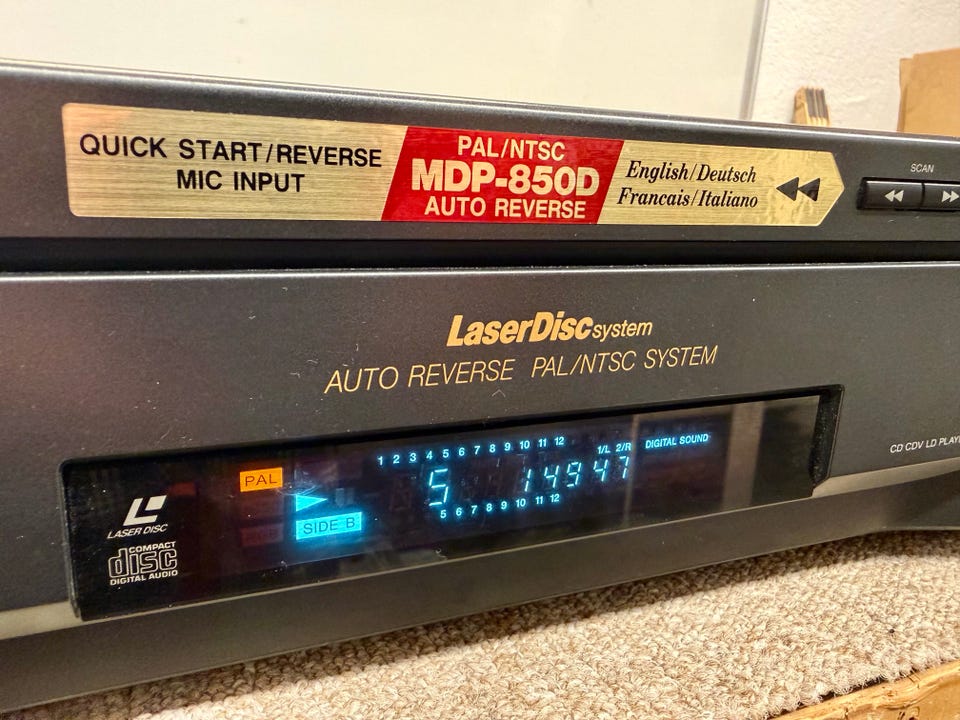 QUICK START/REVERSE
MIC INPUT
PAL/NTSC
MDP-850D
AUTO REVERSE
English/Deutsch
Francais/Italiano
SCAN
LaserDisc system
AUTO REVERSE PAL/NTSC SYSTEM
CD CDV LD
PAL
SIDE B
1 2 3 4 5 6 7 8 9 10 11 12
5 14947
5 6 7 8 9 10 11 12
1/L 2/R
DIGITAL SOUND
LASER DISC
COMPACT
disc
DIGITAL AUDIO